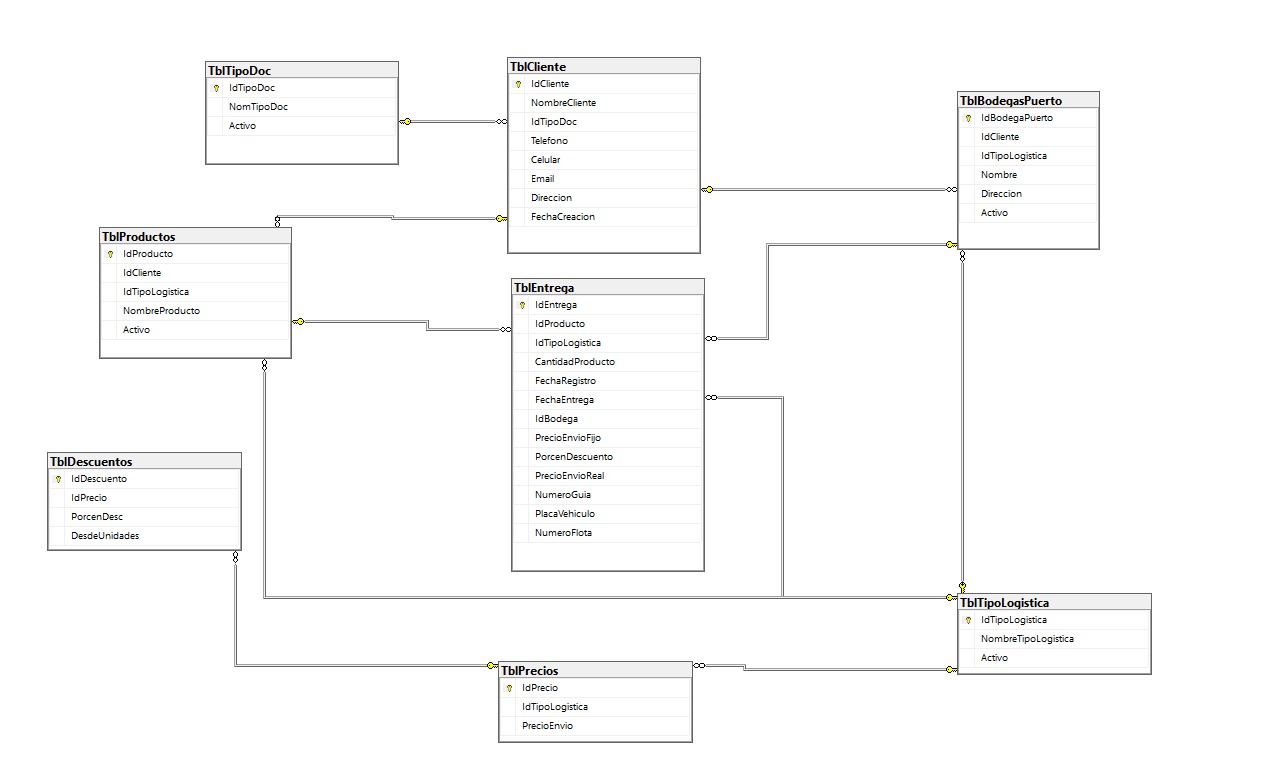 TblTipoDoc
IdTipoDoc
NomTipoDoc
Activo
TblCliente
IdCliente
NombreCliente
IdTipoDoc
Telefono
Celular
Email
Direccion
FechaCreacion
TblBodegasPuerto
IdBodegaPuerto
IdCliente
IdTipoLogistica
Nombre
Direccion
Activo
TblProductos
IdProducto
IdCliente
IdTipoLogistica
NombreProducto
Activo
TblEntrega
IdEntrega
IdProducto
IdTipoLogistica
CantidadProducto
FechaRegistro
FechaEntrega
IdBodega
PrecioEnvioFijo
PorcenDescuento
PrecioEnvioReal
NumeroGuia
PlacaVehiculo
NumeroFlota
TblDescuentos
IdDescuento
IdPrecio
PorcenDesc
DesdeUnidades
TblTipoLogistica
IdTipoLogistica
NombreTipoLogistica
Activo
TblPrecios
IdPrecio
IdTipoLogistica
PrecioEnvio